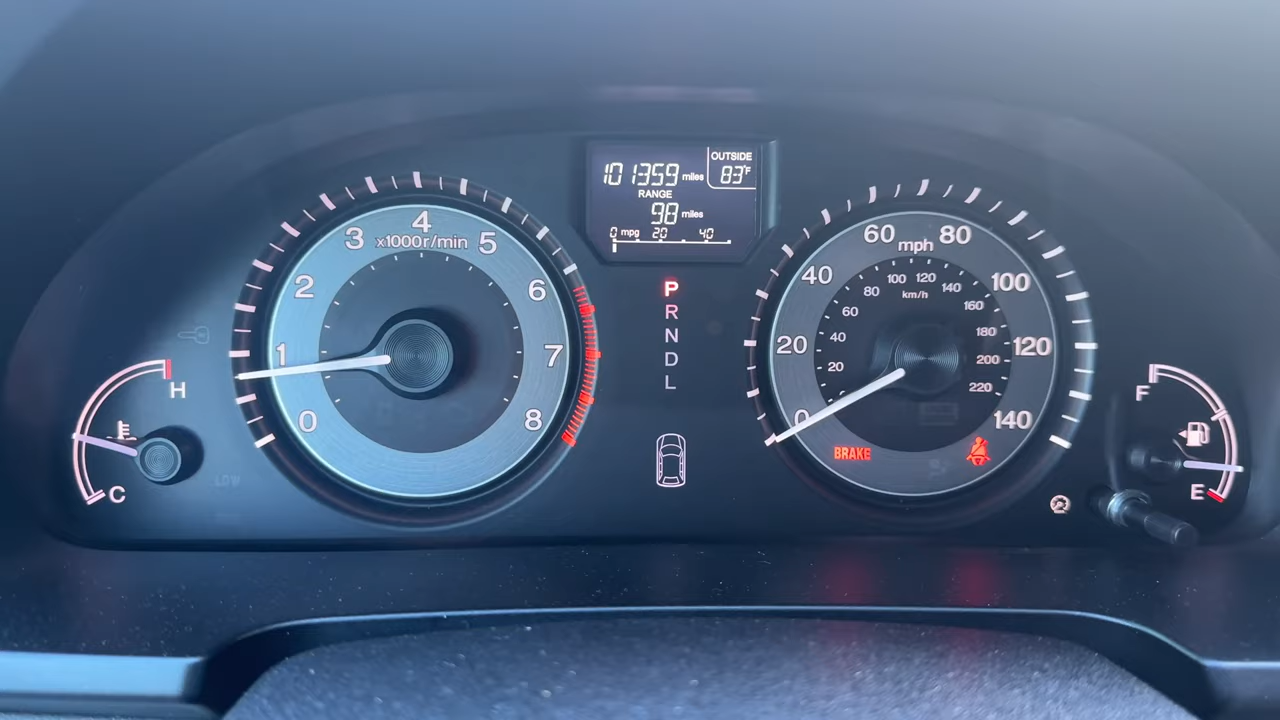 101359 miles
OUTSIDE
83°F
RANGE
98 miles
0 mpg 20 40
0
1
2
3
4
5
6
7
8
x1000r/min
P
R
N
D
L
0
20
40
60
80
100
120
140
mph
20
40
60
80
100
120
140
160
180
200
220
km/h
BRAKE
H
C
LOW
F
E